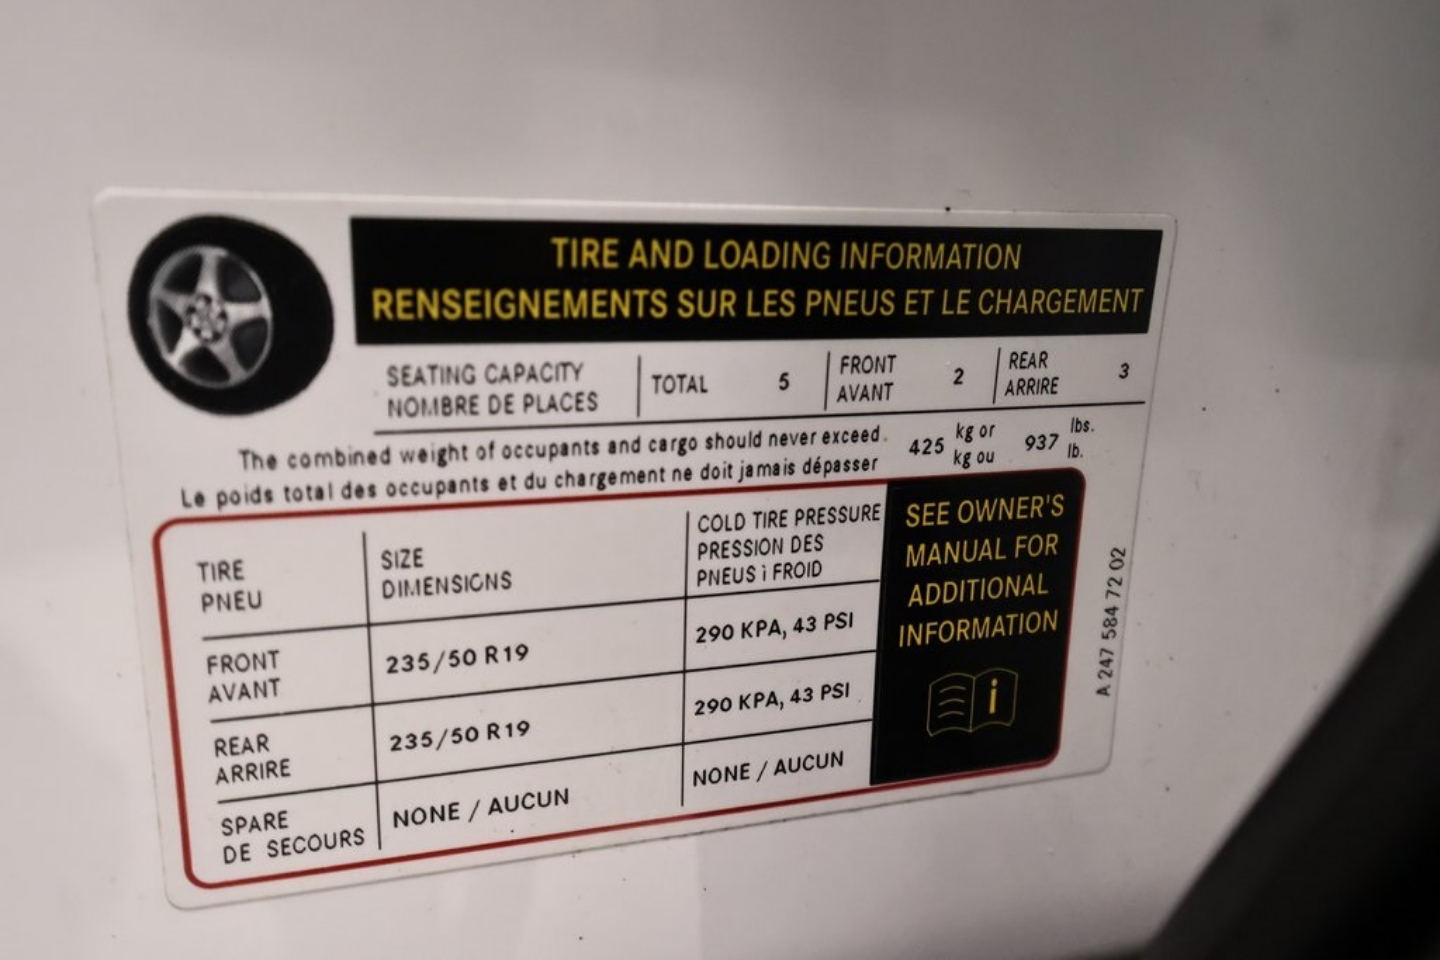 TIRE AND LOADING INFORMATION
RENSEIGNEMENTS SUR LES PNEUS ET LE CHARGEMENT
SEATING CAPACITY
NOMBRE DE PLACES
TOTAL 5
FRONT
AVANT
2
REAR
ARRIRE
3
The combined weight of occupants and cargo should never exceed.
Le poids total des occupants et du chargement ne doit jamais dépasser
425
kg or
kg ou
937
lbs.
lb.
TIRE
PNEU
SIZE
DIMENSIONS
COLD TIRE PRESSURE
PRESSION DES
PNEUS ì FROID
FRONT
AVANT
235/50 R19
290 KPA, 43 PSI
REAR
ARRIRE
235/50 R19
290 KPA, 43 PSI
SPARE
DE SECOURS
NONE / AUCUN
NONE / AUCUN
SEE OWNER'S
MANUAL FOR
ADDITIONAL
INFORMATION
i
A 247 584 72 02